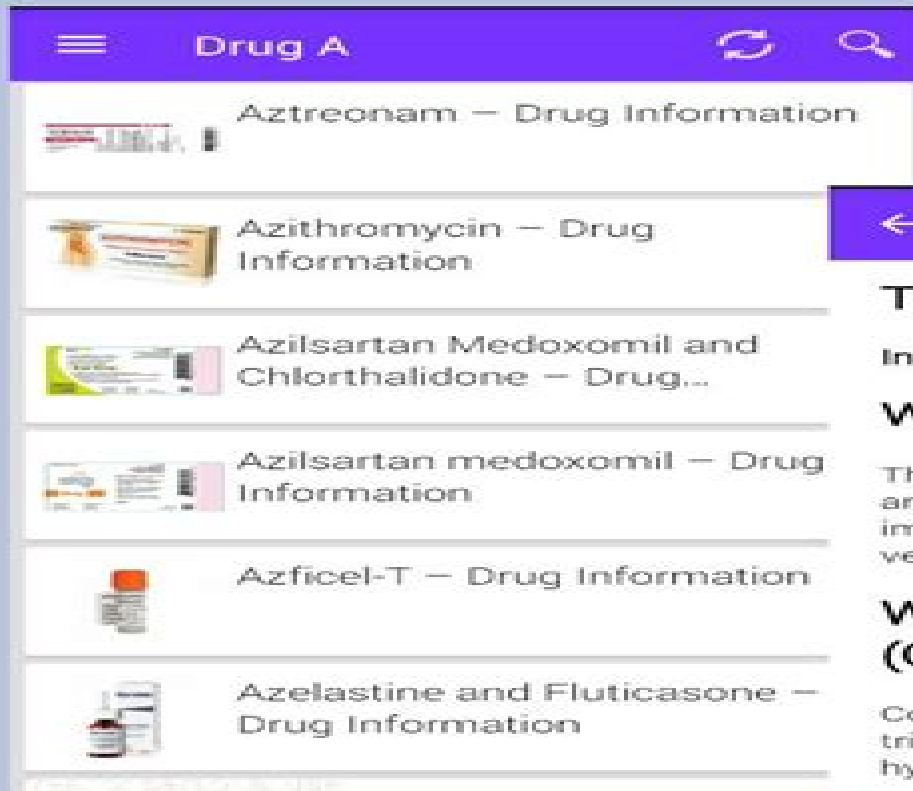 Drug A
Aztreonam – Drug Information
Azithromycin – Drug
Information
Azilsartan Medoxomil and
Chlorthalidone – Drug...
Azilsartan medoxomil – Drug
Information
Azficel-T – Drug Information
Azelastine and Fluticasone –
Drug Information